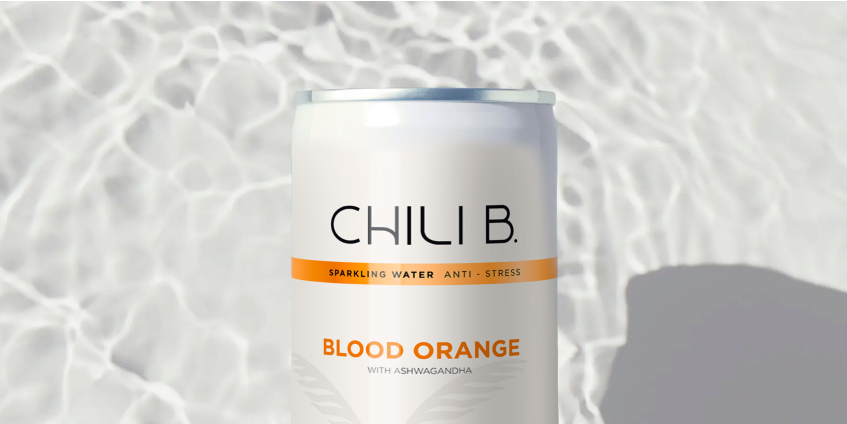 CHILI B.
SPARKLING WATER ANTI - STRESS
BLOOD ORANGE
WITH ASHWAGANDHA